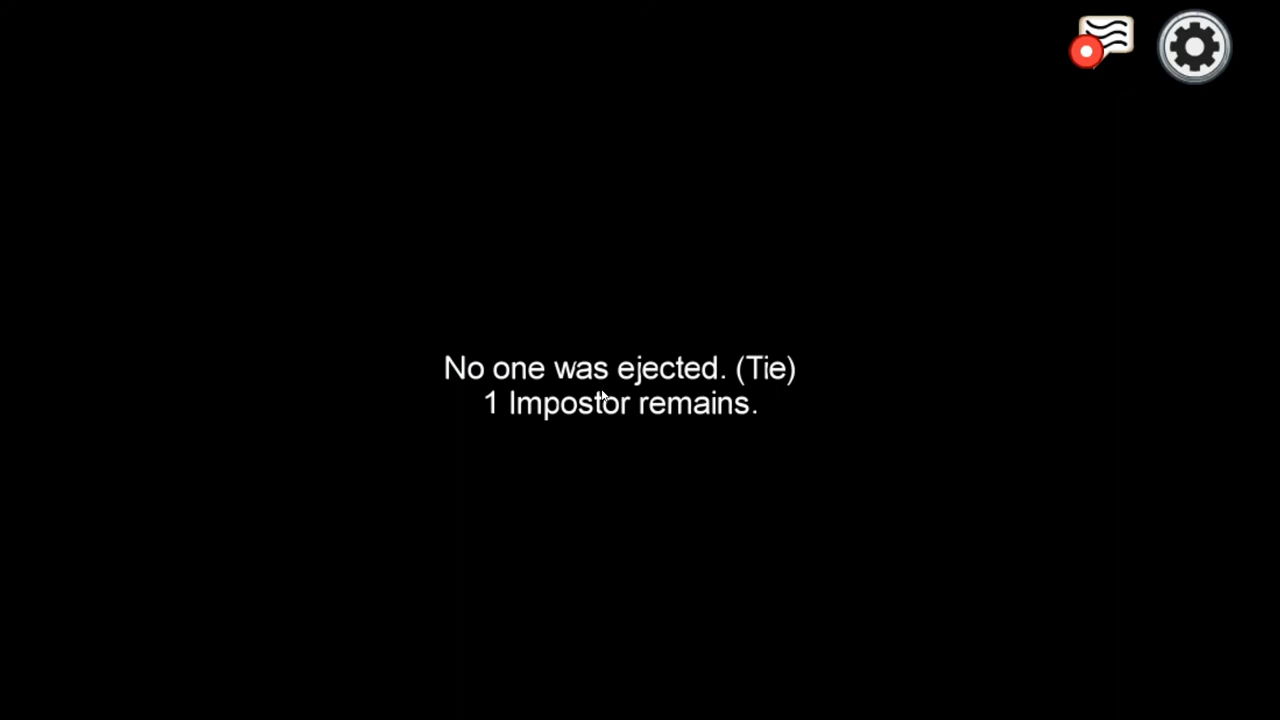 No one was ejected. (Tie)
1 Impostor remains.